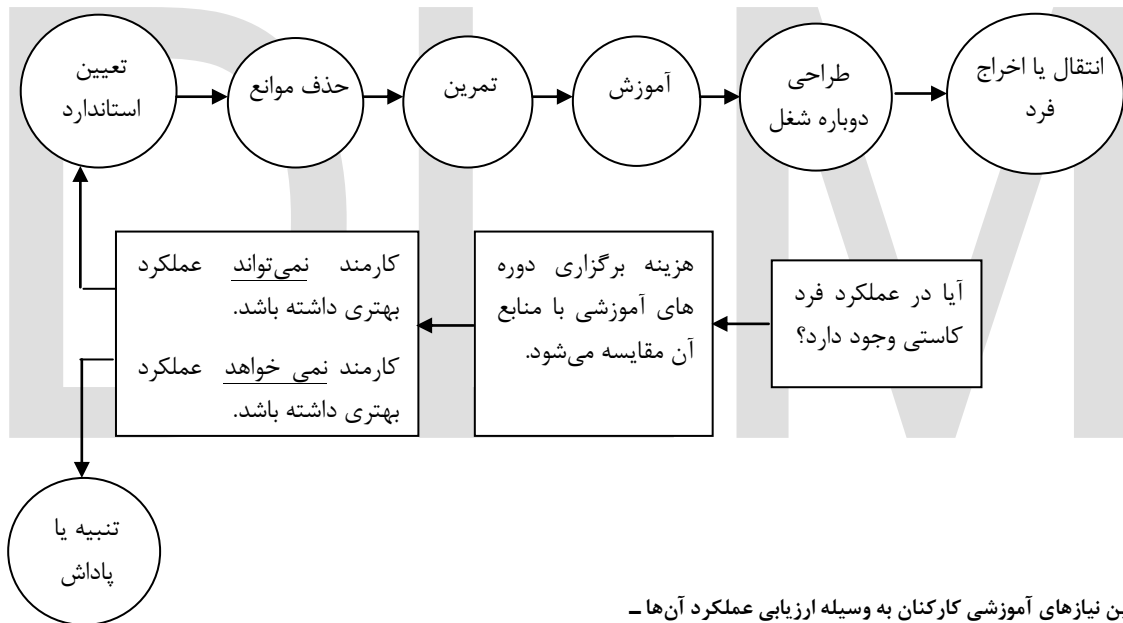 تعیین
استاندارد
حذف موانع
تمرین
آموزش
طراحی
دوباره شغل
انتقال یا اخراج
فرد
آیا در عملکرد فرد
کاستی وجود دارد؟
هزینه برگزاری دوره
های آموزشی با منابع
آن مقایسه می‌شود.
کارمند نمی‌تواند عملکرد
بهتری داشته باشد.
کارمند نمی خواهد عملکرد
بهتری داشته باشد.
تنبیه یا
پاداش
نیازهای آموزشی کارکنان به وسیله ارزیابی عملکرد آن‌ها ـ